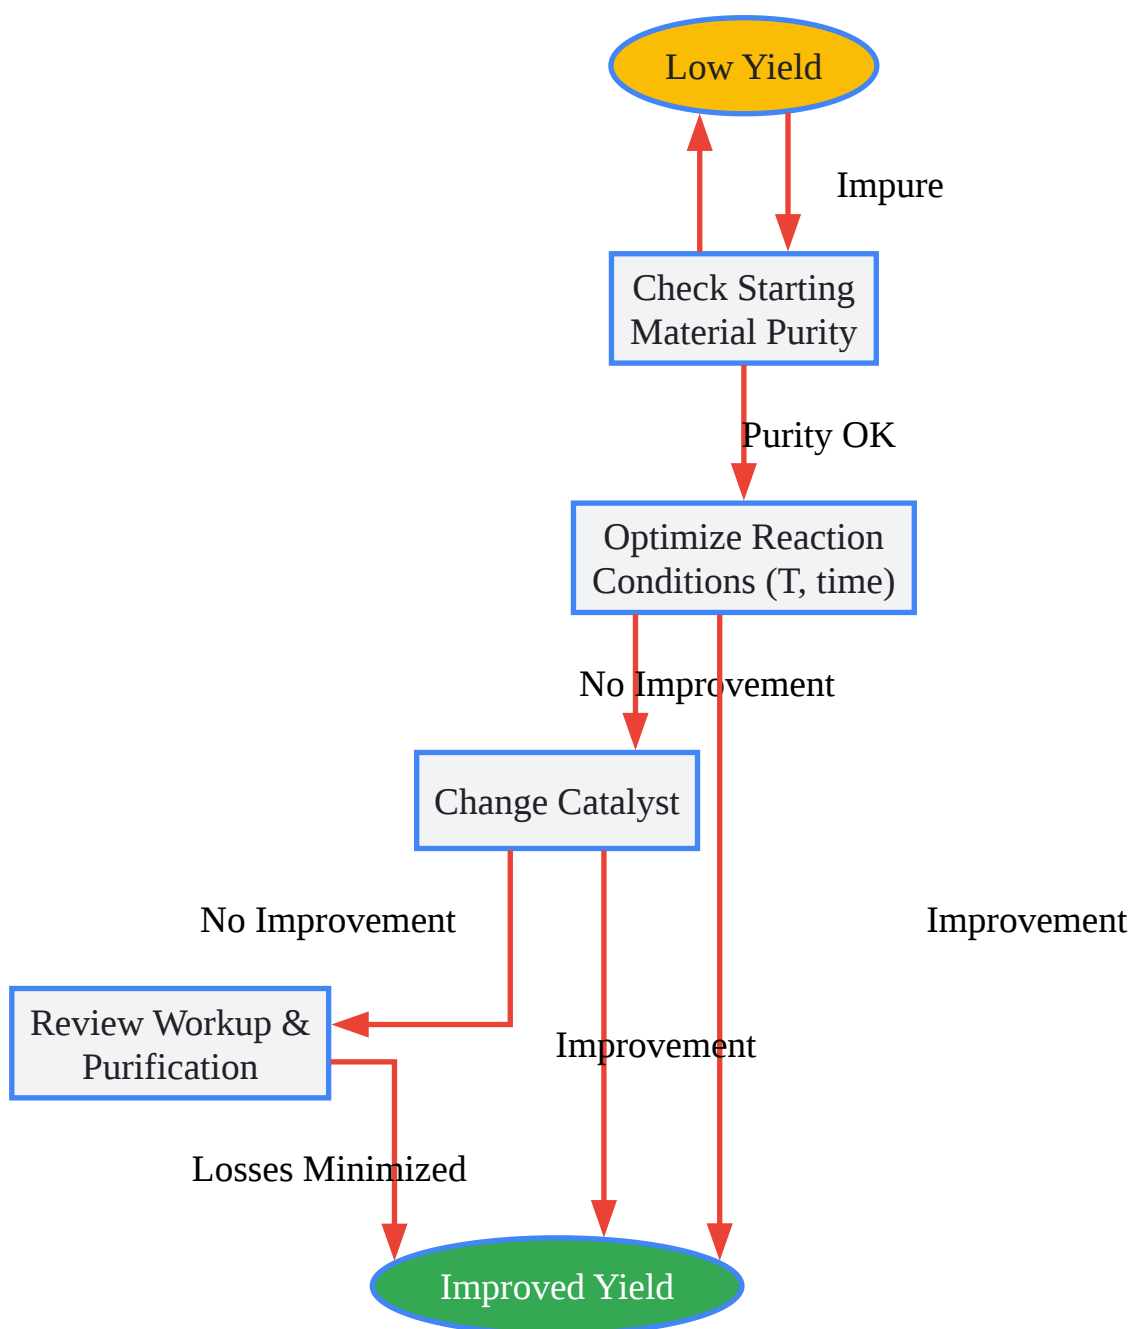 Low Yield
Impure
Check Starting
Material Purity
Purity OK
Optimize Reaction
Conditions (T, time)
No Improvement
Change Catalyst
No Improvement
Improvement
Review Workup &
Purification
Improvement
Losses Minimized
Improved Yield